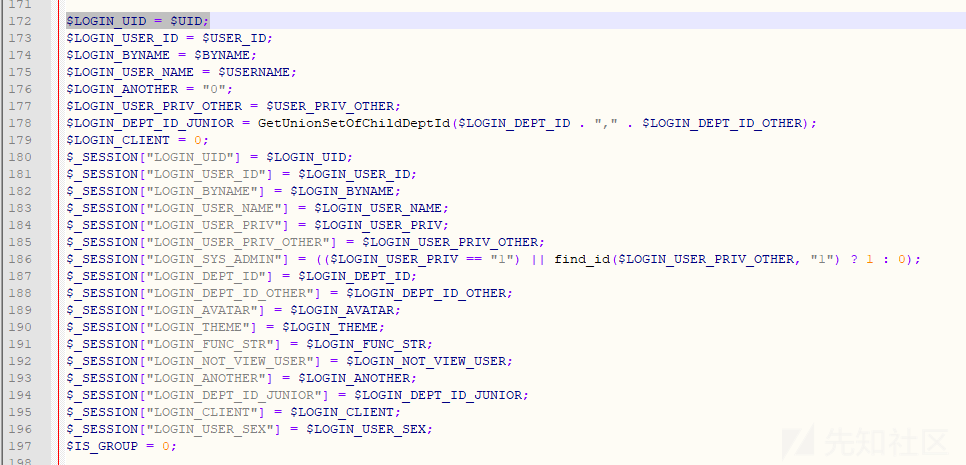 171
172 $LOGIN_UID = $UID;
173 $LOGIN_USER_ID = $USER_ID;
174 $LOGIN_BYNAME = $BYNAME;
175 $LOGIN_USER_NAME = $USERNAME;
176 $LOGIN_ANOTHER = "0";
177 $LOGIN_USER_PRIV_OTHER = $USER_PRIV_OTHER;
178 $LOGIN_DEPT_ID_JUNIOR = GetUnionSetOfChildDeptId($LOGIN_DEPT_ID . "," . $LOGIN_DEPT_ID_OTHER);
179 $LOGIN_CLIENT = 0;
180 $_SESSION["LOGIN_UID"] = $LOGIN_UID;
181 $_SESSION["LOGIN_USER_ID"] = $LOGIN_USER_ID;
182 $_SESSION["LOGIN_BYNAME"] = $LOGIN_BYNAME;
183 $_SESSION["LOGIN_USER_NAME"] = $LOGIN_USER_NAME;
184 $_SESSION["LOGIN_USER_PRIV"] = $LOGIN_USER_PRIV;
185 $_SESSION["LOGIN_USER_PRIV_OTHER"] = $LOGIN_USER_PRIV_OTHER;
186 $_SESSION["LOGIN_SYS_ADMIN"] = (($LOGIN_USER_PRIV == "1") || find_id($LOGIN_USER_PRIV_OTHER, "1") ? 1 : 0);
187 $_SESSION["LOGIN_DEPT_ID"] = $LOGIN_DEPT_ID;
188 $_SESSION["LOGIN_DEPT_ID_OTHER"] = $LOGIN_DEPT_ID_OTHER;
189 $_SESSION["LOGIN_AVATAR"] = $LOGIN_AVATAR;
190 $_SESSION["LOGIN_THEME"] = $LOGIN_THEME;
191 $_SESSION["LOGIN_FUNC_STR"] = $LOGIN_FUNC_STR;
192 $_SESSION["LOGIN_NOT_VIEW_USER"] = $LOGIN_NOT_VIEW_USER;
193 $_SESSION["LOGIN_ANOTHER"] = $LOGIN_ANOTHER;
194 $_SESSION["LOGIN_DEPT_ID_JUNIOR"] = $LOGIN_DEPT_ID_JUNIOR;
195 $_SESSION["LOGIN_CLIENT"] = $LOGIN_CLIENT;
196 $_SESSION["LOGIN_USER_SEX"] = $LOGIN_USER_SEX;
197 $IS_GROUP = 0;
198
先知社区